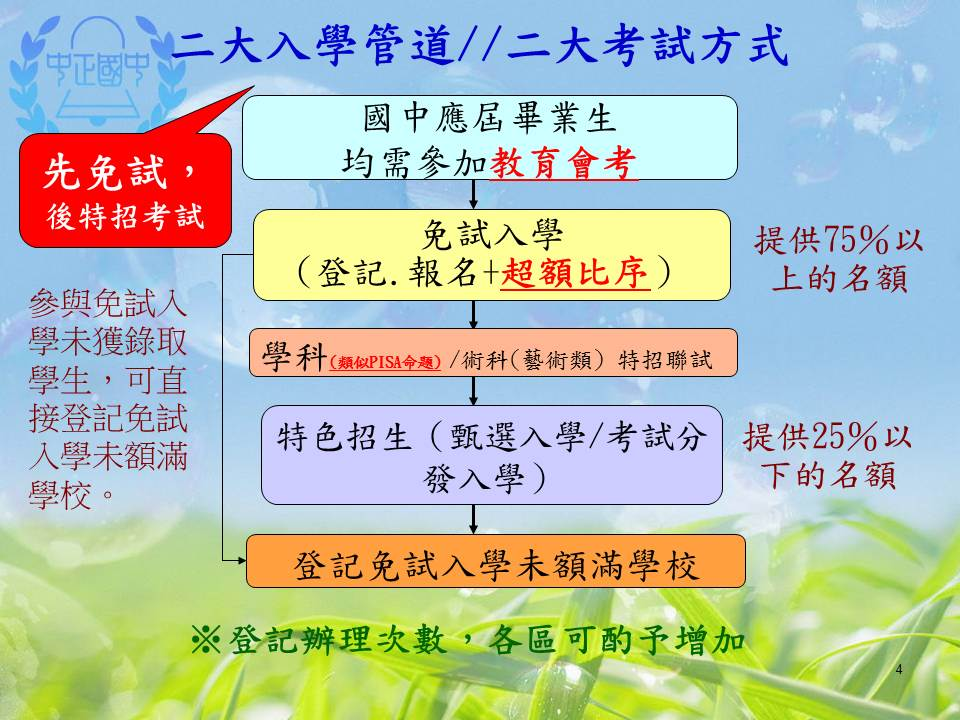 二大入學管道//二大考試方式
中正國中
國中應屆畢業生
均需參加教育會考
先免試，
後特招考試
免試入學
（登記.報名+超額比序）
提供75%以
上的名額
參與免試入
學未獲錄取
學生，可直
接登記免試
入學未額滿
學校。
學科(類似PISA命題)/術科(藝術類) 特招聯試
特色招生（甄選入學/考試分
發入學）
提供25%以
下的名額
登記免試入學未額滿學校
※登記辦理次數，各區可酌予增加
4